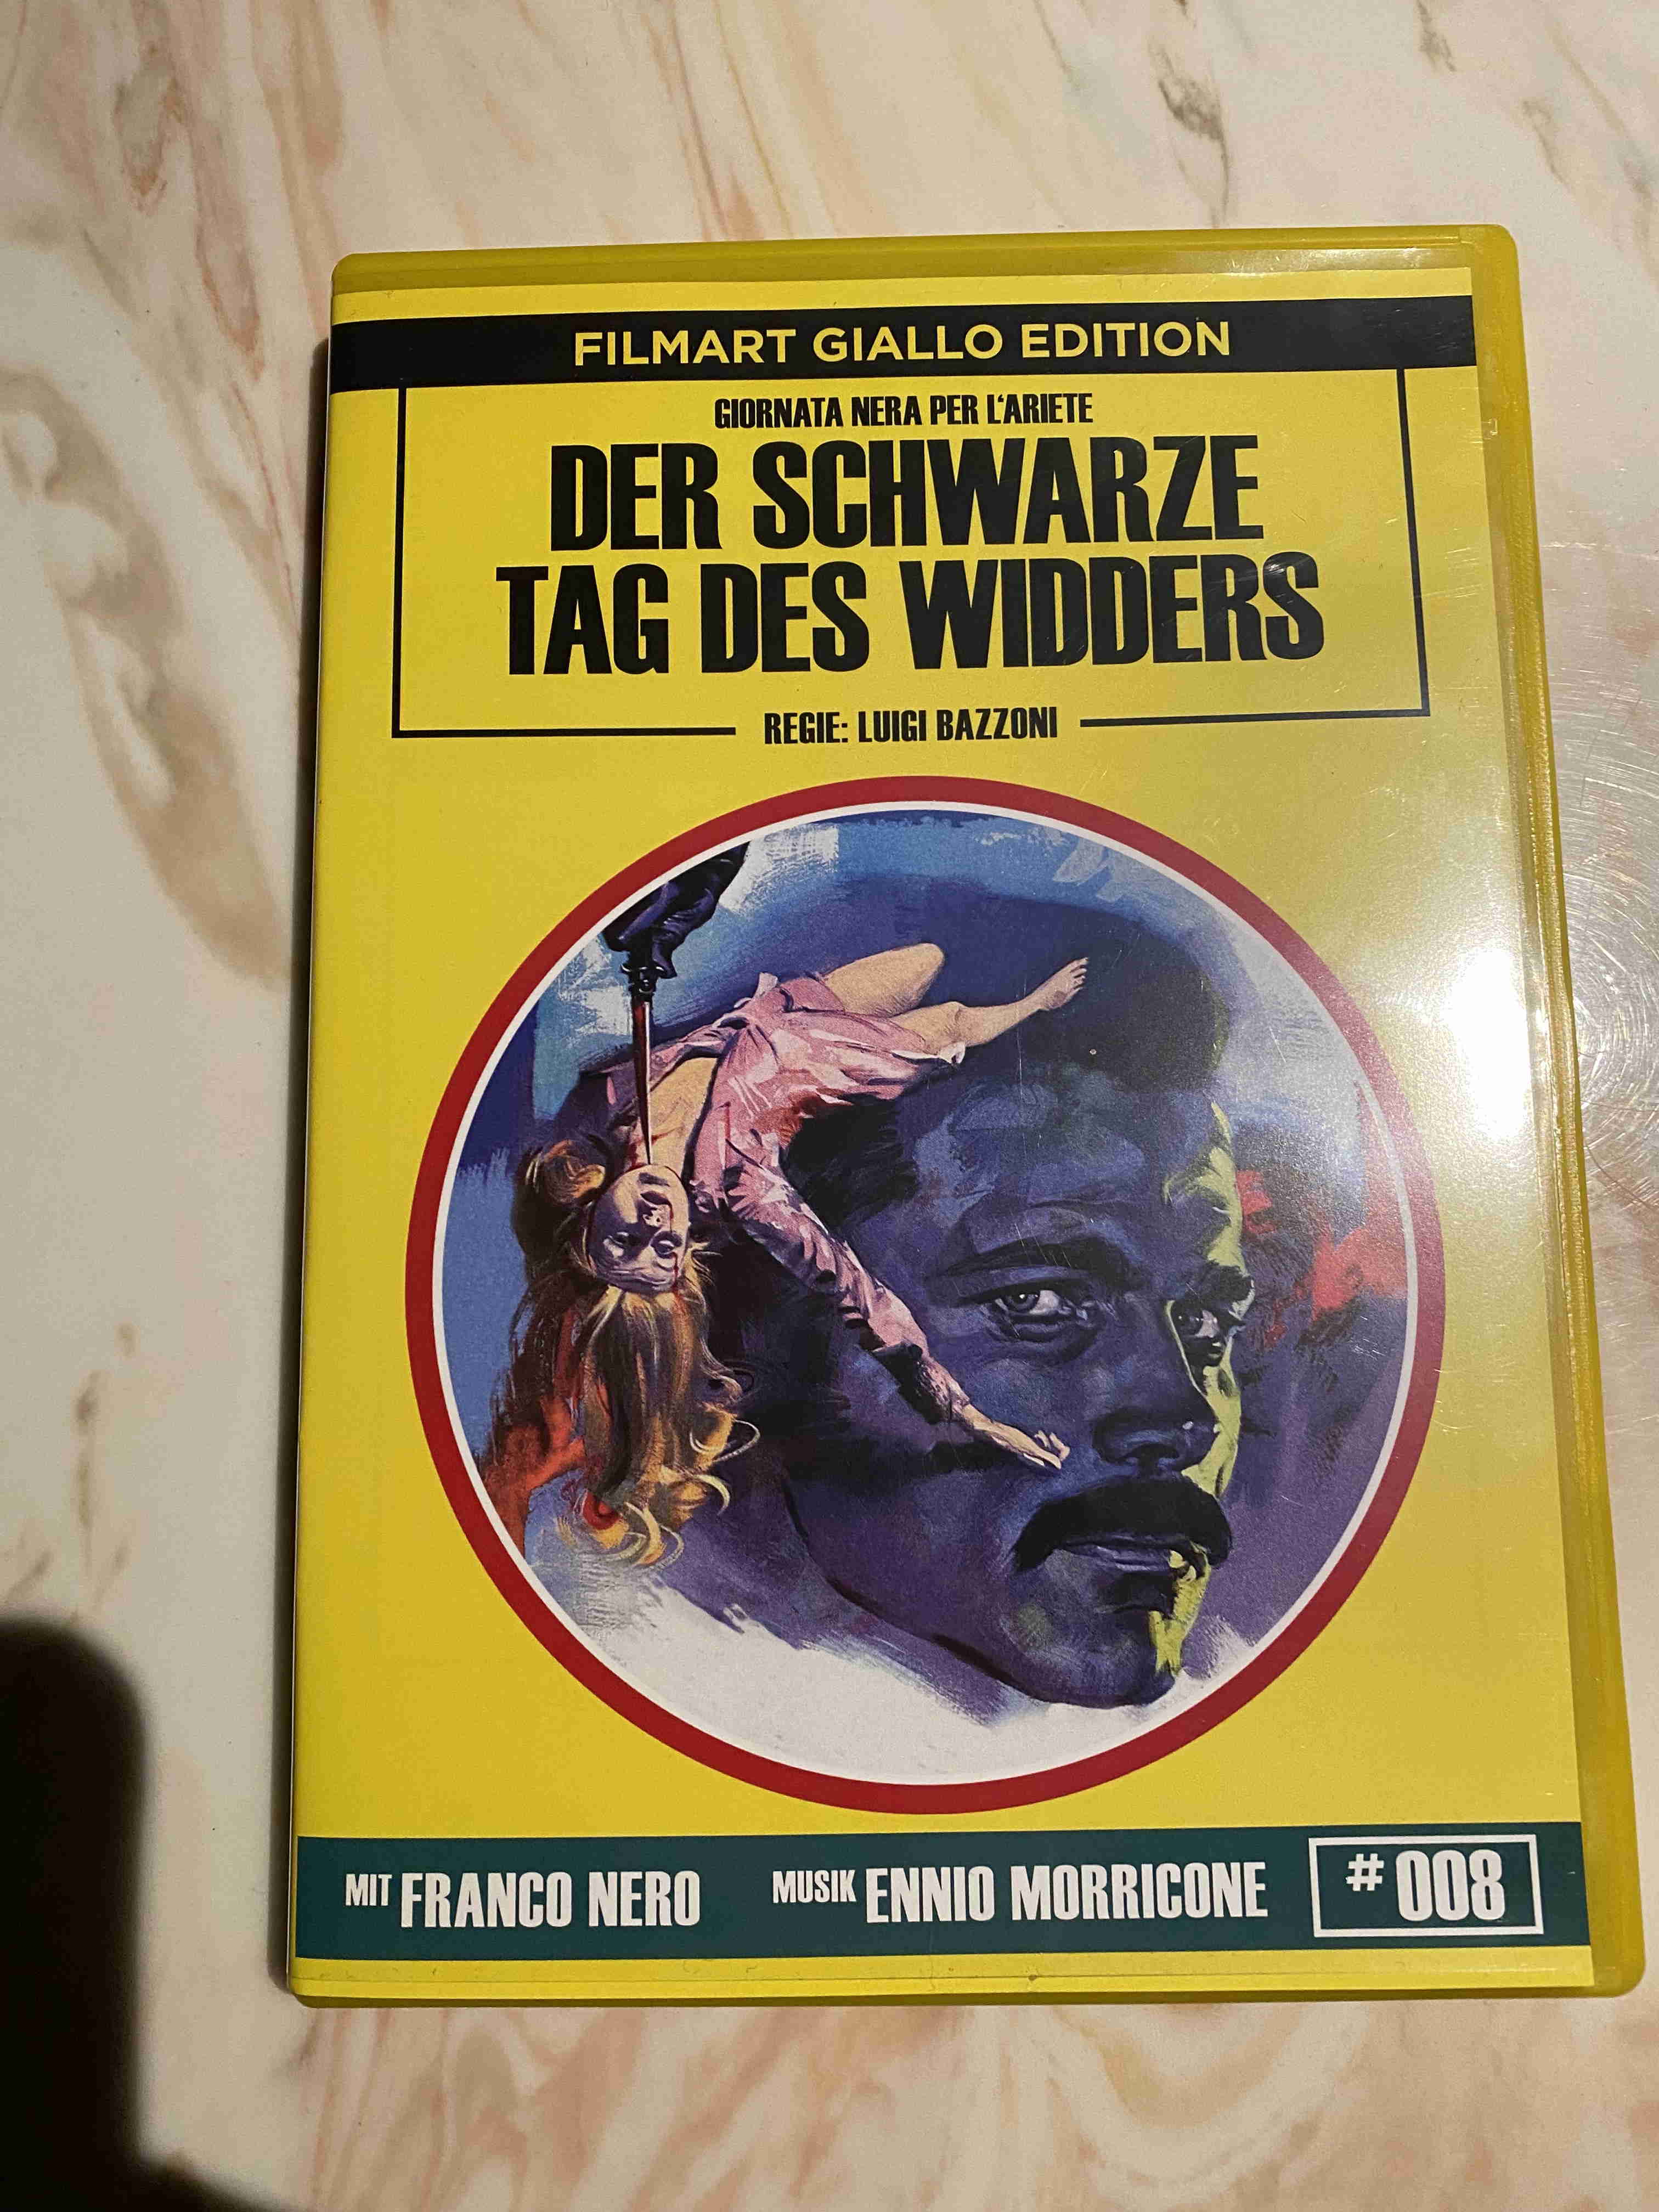 FILMART GIALLO EDITION
GIORNATA NERA PER L'ARIETE
DER SCHWARZE
TAG DES WIDDERS
REGIE: LUIGI BAZZONI
MIT FRANCO NERO MUSIK ENNIO MORRICONE # 008